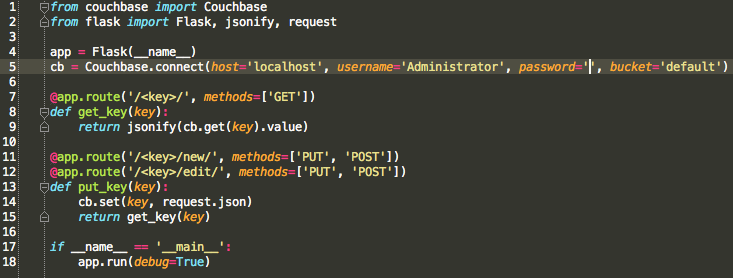 1 from couchbase import Couchbase
2 from flask import Flask, jsonify, request
3
4 app = Flask(__name__)
5 cb = Couchbase.connect(host='localhost', username='Administrator', password='', bucket='default')
6
7 @app.route('/<key>/', methods=['GET'])
8 def get_key(key):
9     return jsonify(cb.get(key).value)
10
11 @app.route('/<key>/new/', methods=['PUT', 'POST'])
12 @app.route('/<key>/edit/', methods=['PUT', 'POST'])
13 def put_key(key):
14     cb.set(key, request.json)
15     return get_key(key)
16
17 if __name__ == '__main__':
18     app.run(debug=True)